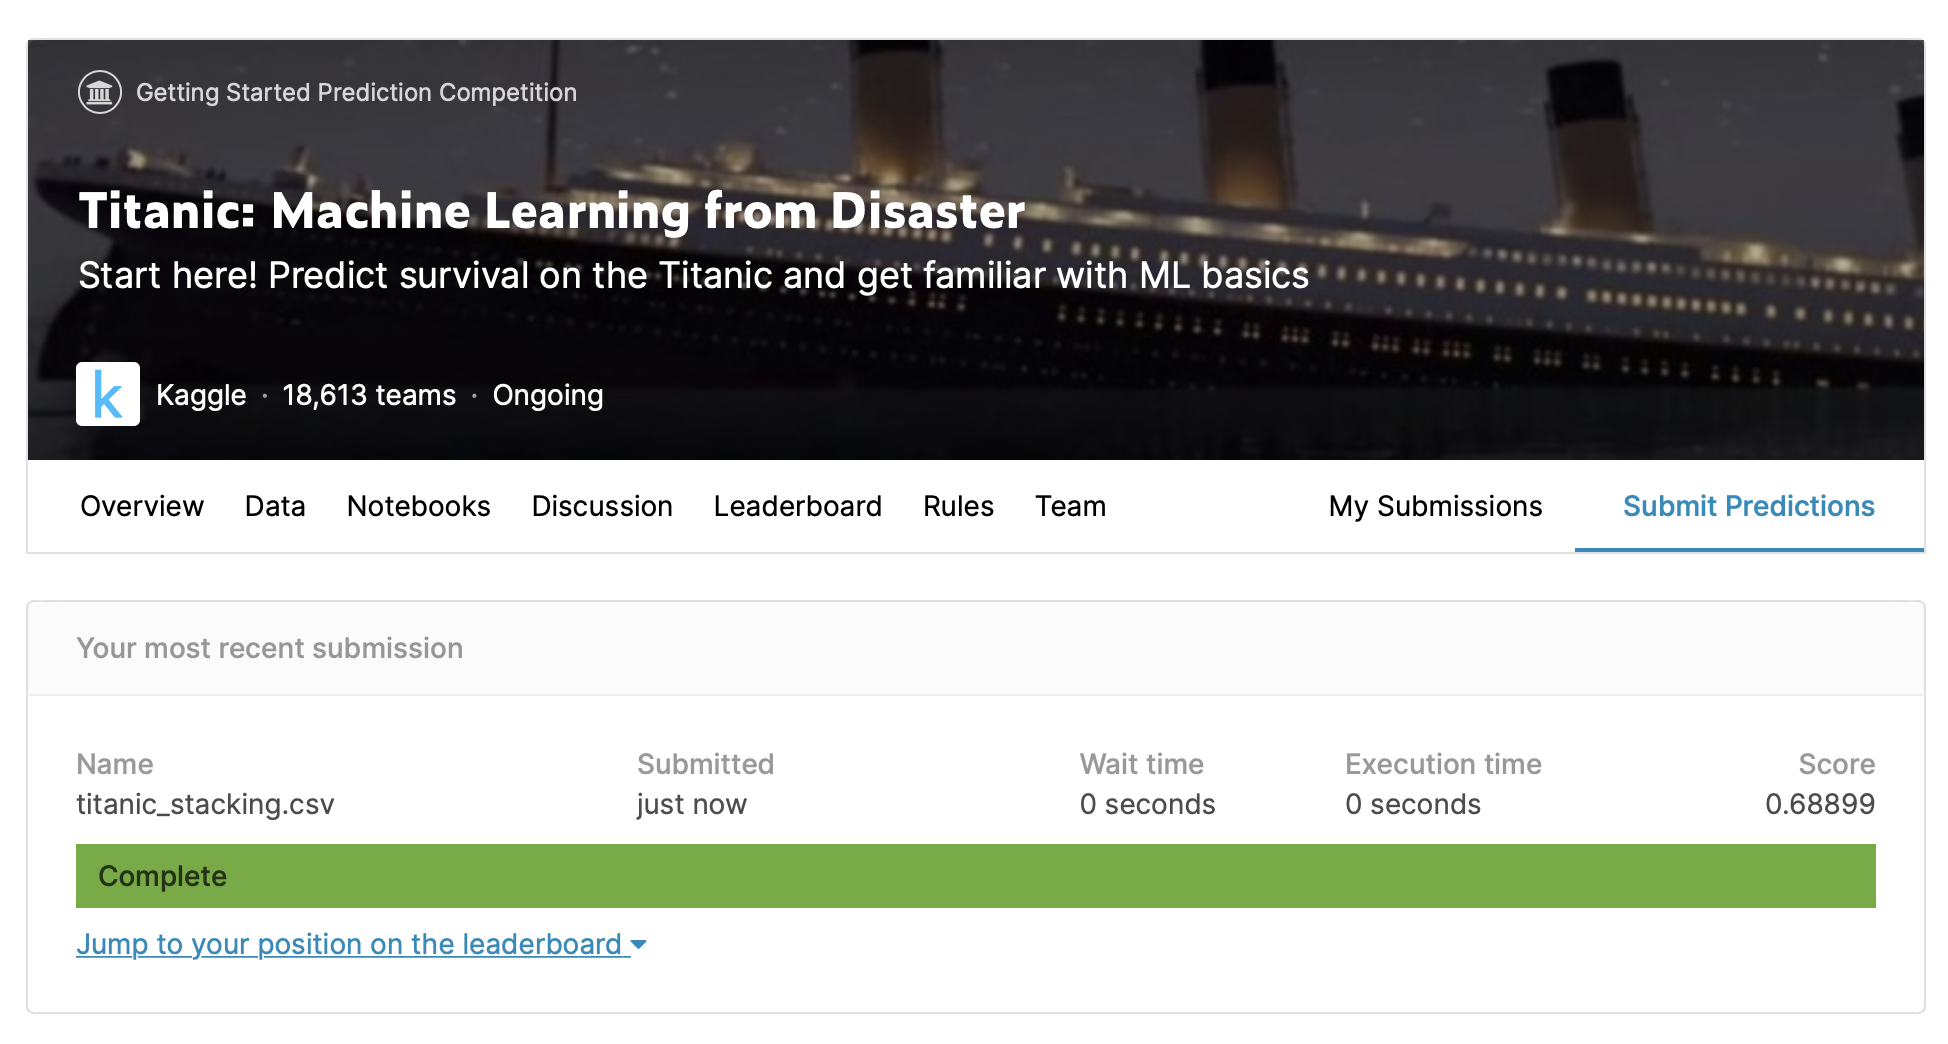 Getting Started Prediction Competition
Titanic: Machine Learning from Disaster
Start here! Predict survival on the Titanic and get familiar with ML basics
k Kaggle · 18,613 teams · Ongoing
Overview Data Notebooks Discussion Leaderboard Rules Team My Submissions Submit Predictions
Your most recent submission
Name Submitted Wait time Execution time Score
titanic_stacking.csv just now 0 seconds 0 seconds 0.68899
Complete
Jump to your position on the leaderboard